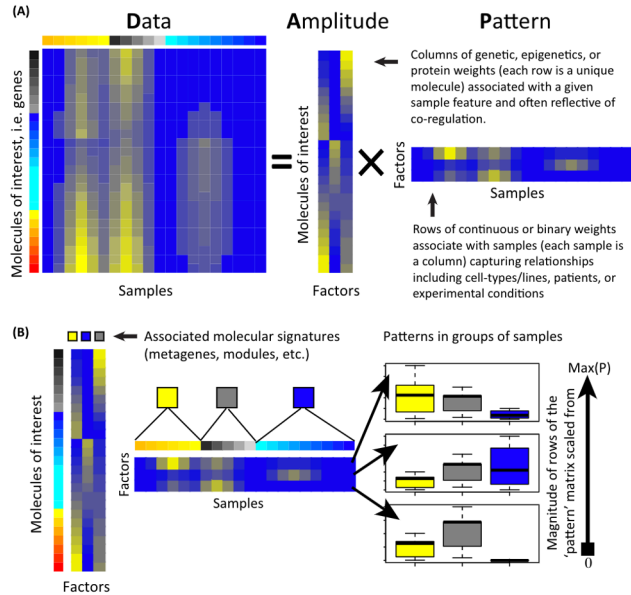 (A)
Data
Amplitude
Pattern
Molecules of interest, i.e. genes
Samples
=
Molecules of interest
Factors
×
Columns of genetic, epigenetics, or
protein weights (each row is a unique
molecule) associated with a given
sample feature and often reflective of
co-regulation.
Factors
Samples
Rows of continuous or binary weights
associate with samples (each sample is
a column) capturing relationships
including cell-types/lines, patients, or
experimental conditions
(B)
Associated molecular signatures
(metagenes, modules, etc.)
Molecules of interest
Factors
Factors
Samples
Patterns in groups of samples
Max(P)
Magnitude of rows of the
‘pattern’ matrix scaled from
0